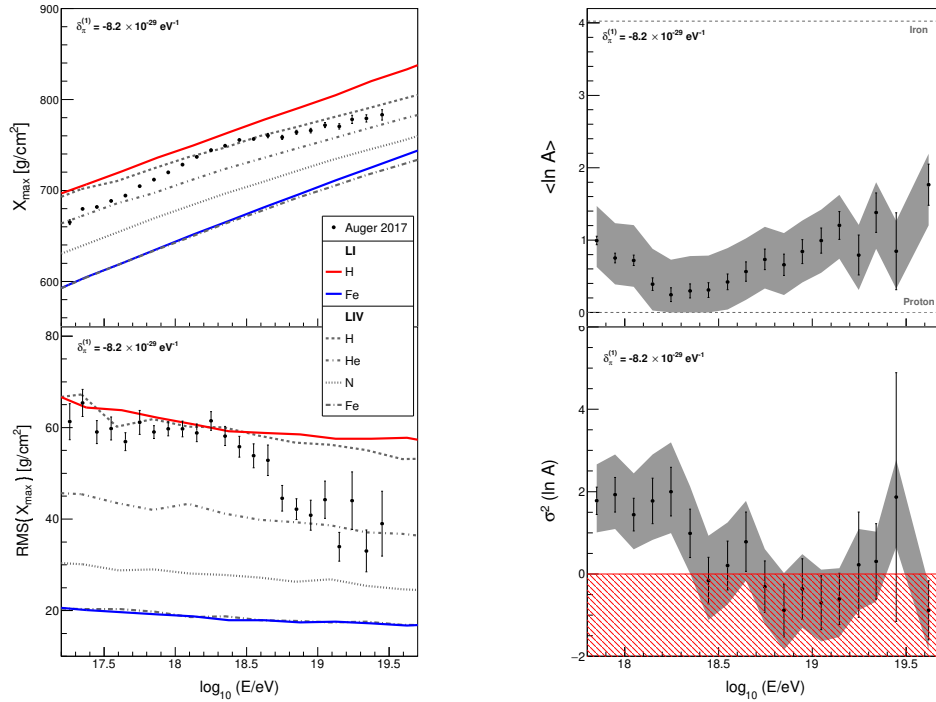 900
δπ(1) = -8.2 × 10-29 eV-1
800
700
600
Xmax [g/cm2]
Auger 2017
LI
H
Fe
LIV
H
He
N
Fe
80
δπ(1) = -8.2 × 10-29 eV-1
60
40
20
RMS(Xmax) [g/cm2]
17.5 18 18.5 19 19.5
log10 (E/eV)
4
δπ(1) = -8.2 × 10-29 eV-1
Iron
3
2
1
0
Proton
<ln A>
6
δπ(1) = -8.2 × 10-29 eV-1
4
2
0
−2
σ2 (ln A)
18 18.5 19 19.5
log10 (E/eV)